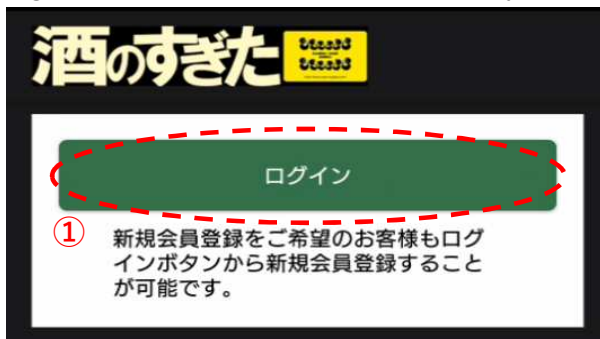 酒のすぎた
ログイン
①
新規会員登録をご希望のお客様もログ
インボタンから新規会員登録すること
が可能です。